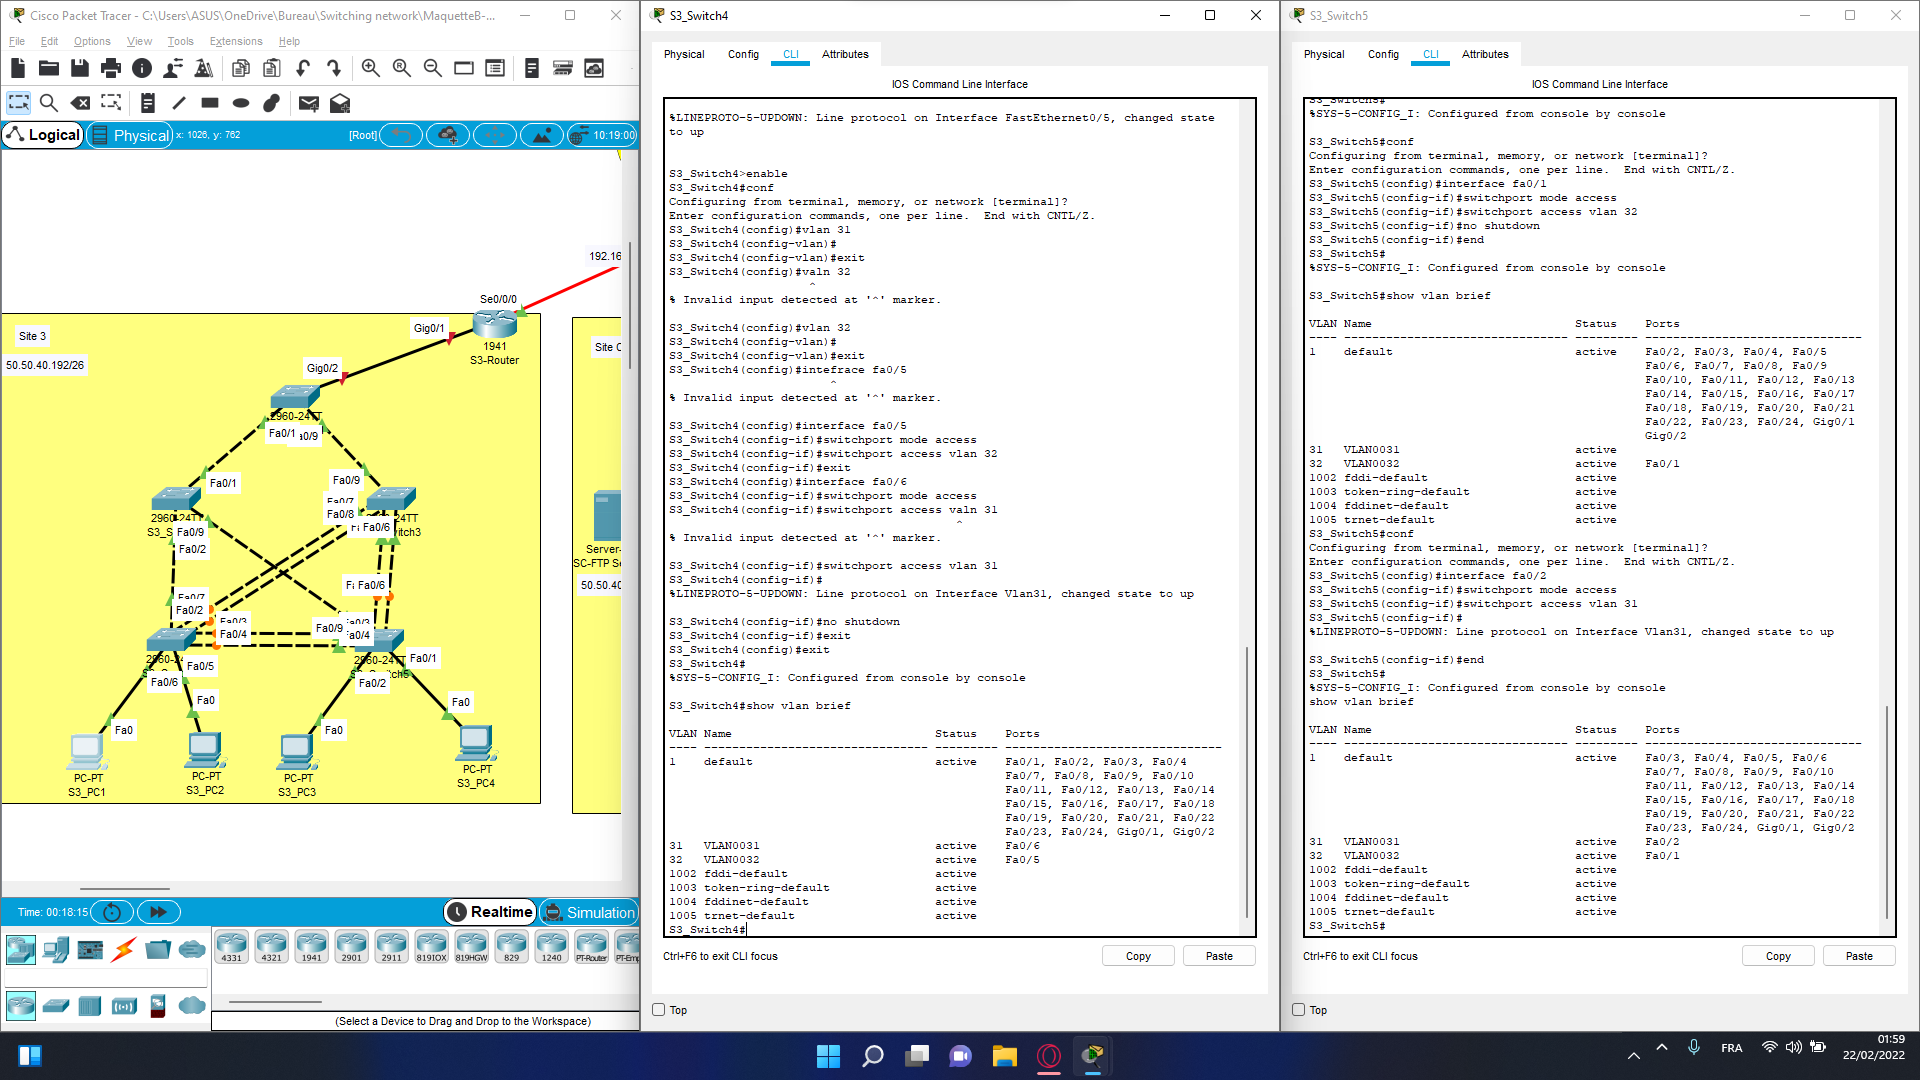 Cisco Packet Tracer - C:\Users\ASUS\OneDrive\Bureau\Switching network\MaquetteB-...
File Edit Options View Tools Extensions Help
Logical
Physical x: 1026, y: 762
[Root]
10:19:00
192.16
Se0/0/0
Gig0/1
1941
S3-Router
Site 3
Site C
50.50.40.192/26
Gig0/2
2960-24TT
Fa0/1
a0/9
Fa0/1
Fa0/9
Fa0/7
Fa0/8
Fa0/6
2960-24TT
24TT
Fa0/9
Fa0/2
Server-
SC-FTP Se
50.50.40
Fa0/6
Fa0/7
Fa0/2
Fa0/3
Fa0/4
Fa0/9
Fa0/4
Fa0/5
Fa0/1
Fa0/6
Fa0/2
Fa0
Fa0
Fa0
Fa0
PC-PT
S3_PC1
PC-PT
S3_PC2
PC-PT
S3_PC3
PC-PT
S3_PC4
Time: 00:18:15
Realtime
Simulation
4331 4321 1941 2901 2911 819IOX 819HGW 829 1240 PT-Router PT-Emp
(Select a Device to Drag and Drop to the Workspace)
S3_Switch4
Physical Config CLI Attributes
IOS Command Line Interface
%LINEPROTO-5-UPDOWN: Line protocol on Interface FastEthernet0/5, changed state
to up
S3_Switch4>enable
S3_Switch4#conf
Configuring from terminal, memory, or network [terminal]?
Enter configuration commands, one per line.  End with CNTL/Z.
S3_Switch4(config)#vlan 31
S3_Switch4(config-vlan)#
S3_Switch4(config-vlan)#exit
S3_Switch4(config)#valn 32
^
% Invalid input detected at '^' marker.
S3_Switch4(config)#vlan 32
S3_Switch4(config-vlan)#
S3_Switch4(config-vlan)#exit
S3_Switch4(config)#intefrace fa0/5
^
% Invalid input detected at '^' marker.
S3_Switch4(config)#interface fa0/5
S3_Switch4(config-if)#switchport mode access
S3_Switch4(config-if)#switchport access vlan 32
S3_Switch4(config-if)#exit
S3_Switch4(config)#interface fa0/6
S3_Switch4(config-if)#switchport mode access
S3_Switch4(config-if)#switchport access valn 31
^
% Invalid input detected at '^' marker.
S3_Switch4(config-if)#switchport access vlan 31
S3_Switch4(config-if)#
%LINEPROTO-5-UPDOWN: Line protocol on Interface Vlan31, changed state to up
S3_Switch4(config-if)#no shutdown
S3_Switch4(config-if)#exit
S3_Switch4(config)#exit
S3_Switch4#
%SYS-5-CONFIG_I: Configured from console by console
S3_Switch4#show vlan brief
VLAN Name Status Ports
---- -------------------------------- --------- -------------------------------
1 default active Fa0/1, Fa0/2, Fa0/3, Fa0/4
Fa0/7, Fa0/8, Fa0/9, Fa0/10
Fa0/11, Fa0/12, Fa0/13, Fa0/14
Fa0/15, Fa0/16, Fa0/17, Fa0/18
Fa0/19, Fa0/20, Fa0/21, Fa0/22
Fa0/23, Fa0/24, Gig0/1, Gig0/2
31 VLAN0031 active Fa0/6
32 VLAN0032 active Fa0/5
1002 fddi-default active
1003 token-ring-default active
1004 fddinet-default active
1005 trnet-default active
S3_Switch4#
Ctrl+F6 to exit CLI focus
Copy Paste
Top
S3_Switch5
Physical Config CLI Attributes
IOS Command Line Interface
S3_Switch5#
%SYS-5-CONFIG_I: Configured from console by console
S3_Switch5#conf
Configuring from terminal, memory, or network [terminal]?
Enter configuration commands, one per line.  End with CNTL/Z.
S3_Switch5(config)#interface fa0/1
S3_Switch5(config-if)#switchport mode access
S3_Switch5(config-if)#switchport access vlan 32
S3_Switch5(config-if)#no shutdown
S3_Switch5(config-if)#end
S3_Switch5#
%SYS-5-CONFIG_I: Configured from console by console
S3_Switch5#show vlan brief
VLAN Name Status Ports
---- -------------------------------- --------- -------------------------------
1 default active Fa0/2, Fa0/3, Fa0/4, Fa0/5
Fa0/6, Fa0/7, Fa0/8, Fa0/9
Fa0/10, Fa0/11, Fa0/12, Fa0/13
Fa0/14, Fa0/15, Fa0/16, Fa0/17
Fa0/18, Fa0/19, Fa0/20, Fa0/21
Fa0/22, Fa0/23, Fa0/24, Gig0/1
Gig0/2
31 VLAN0031 active
32 VLAN0032 active Fa0/1
1002 fddi-default active
1003 token-ring-default active
1004 fddinet-default active
1005 trnet-default active
S3_Switch5#conf
Configuring from terminal, memory, or network [terminal]?
Enter configuration commands, one per line.  End with CNTL/Z.
S3_Switch5(config)#interface fa0/2
S3_Switch5(config-if)#switchport mode access
S3_Switch5(config-if)#switchport access vlan 31
S3_Switch5(config-if)#
%LINEPROTO-5-UPDOWN: Line protocol on Interface Vlan31, changed state to up
S3_Switch5(config-if)#end
S3_Switch5#
%SYS-5-CONFIG_I: Configured from console by console
show vlan brief
VLAN Name Status Ports
---- -------------------------------- --------- -------------------------------
1 default active Fa0/3, Fa0/4, Fa0/5, Fa0/6
Fa0/7, Fa0/8, Fa0/9, Fa0/10
Fa0/11, Fa0/12, Fa0/13, Fa0/14
Fa0/15, Fa0/16, Fa0/17, Fa0/18
Fa0/19, Fa0/20, Fa0/21, Fa0/22
Fa0/23, Fa0/24, Gig0/1, Gig0/2
31 VLAN0031 active Fa0/2
32 VLAN0032 active Fa0/1
1002 fddi-default active
1003 token-ring-default active
1004 fddinet-default active
1005 trnet-default active
S3_Switch5#
Ctrl+F6 to exit CLI focus
Copy Paste
Top
FRA
01:59
22/02/2022